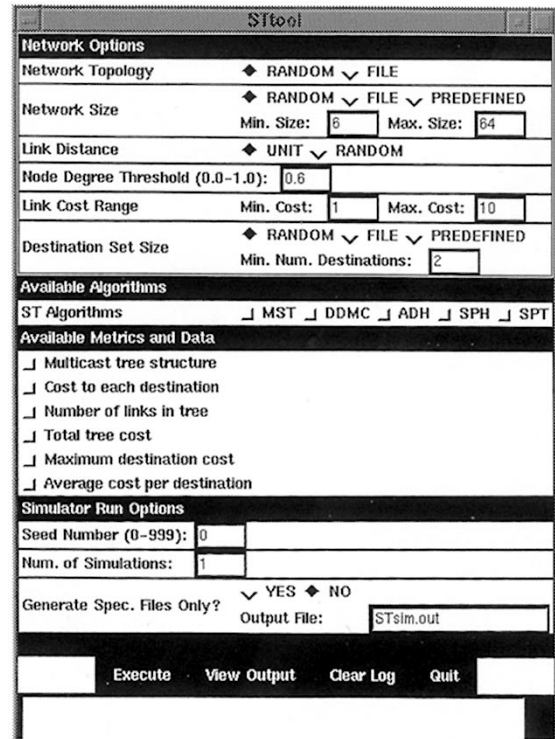 STtool
Network Options
Network Topology RANDOM FILE
Network Size RANDOM FILE PREDEFINED
Min. Size: 6 Max. Size: 64
Link Distance UNIT RANDOM
Node Degree Threshold (0.0-1.0): 0.6
Link Cost Range Min. Cost: 1 Max. Cost: 10
Destination Set Size RANDOM FILE PREDEFINED
Min. Num. Destinations: 2
Available Algorithms
ST Algorithms MST DDMC ADH SPH SPT
Available Metrics and Data
Multicast tree structure
Cost to each destination
Number of links in tree
Total tree cost
Maximum destination cost
Average cost per destination
Simulator Run Options
Seed Number (0-999): 0
Num. of Simulations: 1
Generate Spec. Files Only? YES NO
Output File: STsim.out
Execute View Output Clear Log Quit